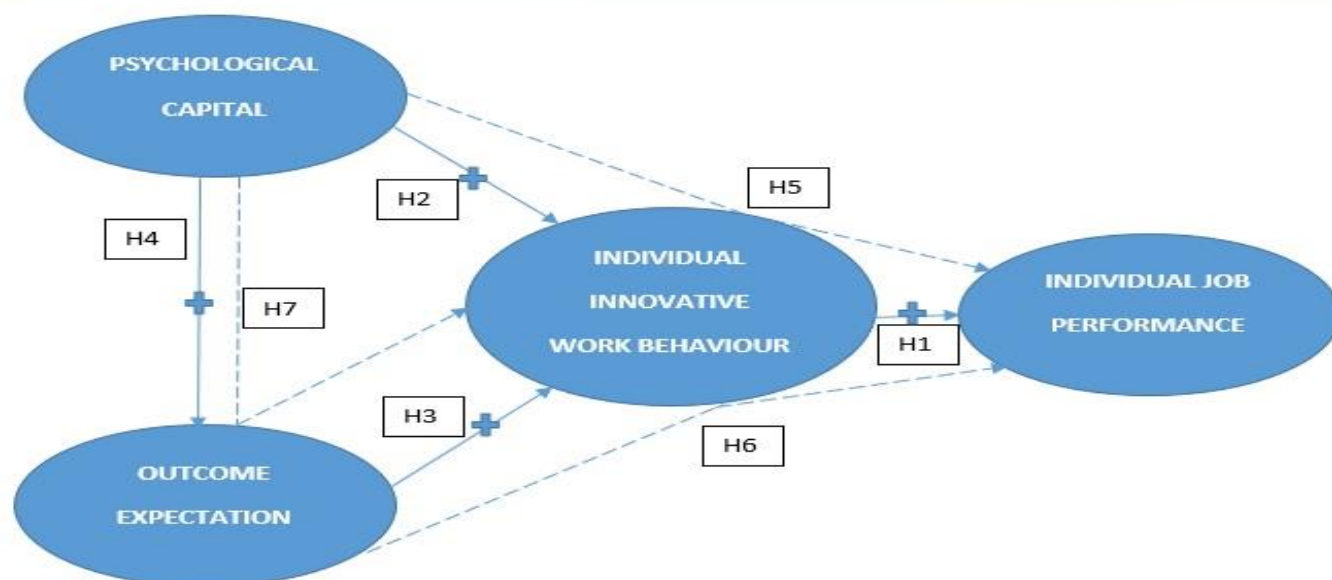 PSYCHOLOGICAL
CAPITAL
H2
H5
H4
H7
INDIVIDUAL
INNOVATIVE
WORK BEHAVIOUR
INDIVIDUAL JOB
PERFORMANCE
H1
H3
H6
OUTCOME
EXPECTATION